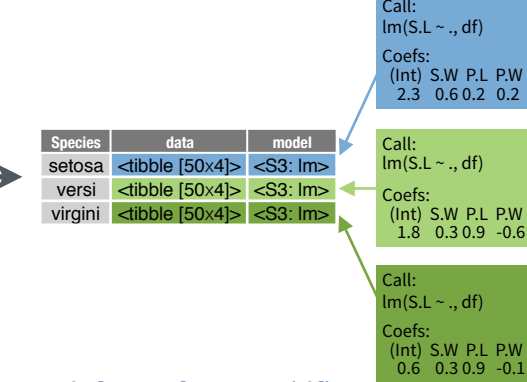 Call:
lm(S.L ~ ., df)
Coefs:
(Int) S.W P.L P.W
2.3 0.6 0.2 0.2
Species data model
setosa <tibble [50x4]> <S3: lm>
versi <tibble [50x4]> <S3: lm>
virgini <tibble [50x4]> <S3: lm>
Call:
lm(S.L ~ ., df)
Coefs:
(Int) S.W P.L P.W
1.8 0.3 0.9 -0.6
Call:
lm(S.L ~ ., df)
Coefs:
(Int) S.W P.L P.W
0.6 0.3 0.9 -0.1